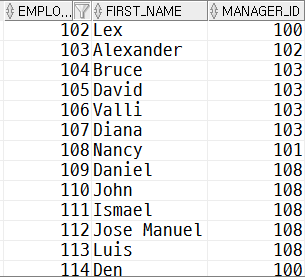 EMPLO... FIRST_NAME MANAGER_ID
102 Lex 100
103 Alexander 102
104 Bruce 103
105 David 103
106 Valli 103
107 Diana 103
108 Nancy 101
109 Daniel 108
110 John 108
111 Ismael 108
112 Jose Manuel 108
113 Luis 108
114 Den 100